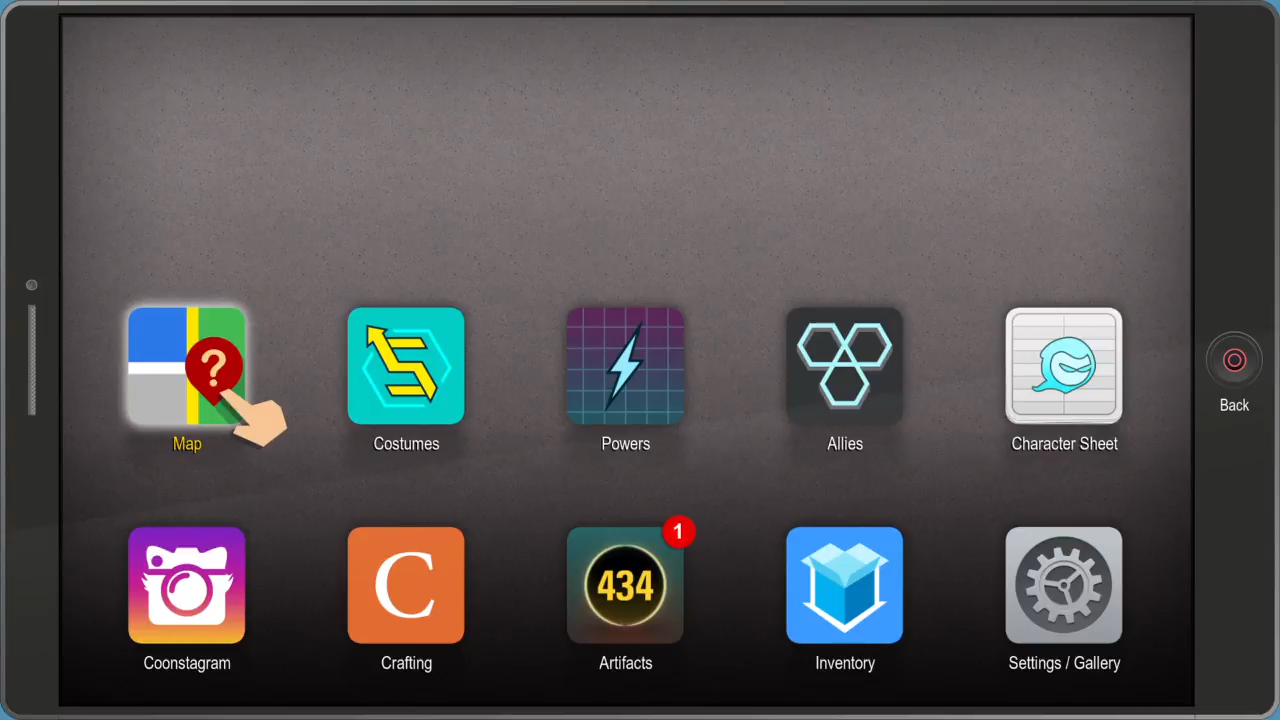 ?
Map
Costumes
Powers
Allies
Character Sheet
Back
1
C
434
Coonstagram
Crafting
Artifacts
Inventory
Settings / Gallery